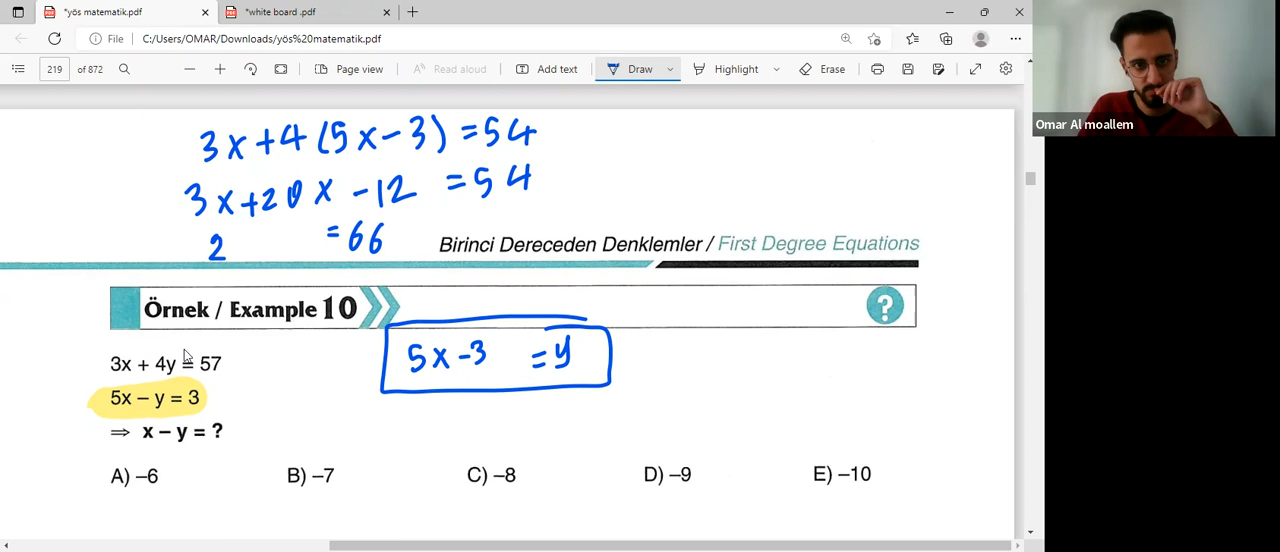 *yös matematik.pdf
*white board .pdf
File
C:/Users/OMAR/Downloads/yös%20matematik.pdf
219 of 872
Page view
Read aloud
Add text
Draw
Highlight
Erase
Omar Al moallem
3x+4(5x-3)=54
3x+20x-12=54
2 =66
Birinci Dereceden Denklemler / First Degree Equations
Örnek / Example 10
?
5x-3 =y
3x + 4y = 57
5x – y = 3
⇒ x – y = ?
A) –6 B) –7 C) –8 D) –9 E) –10